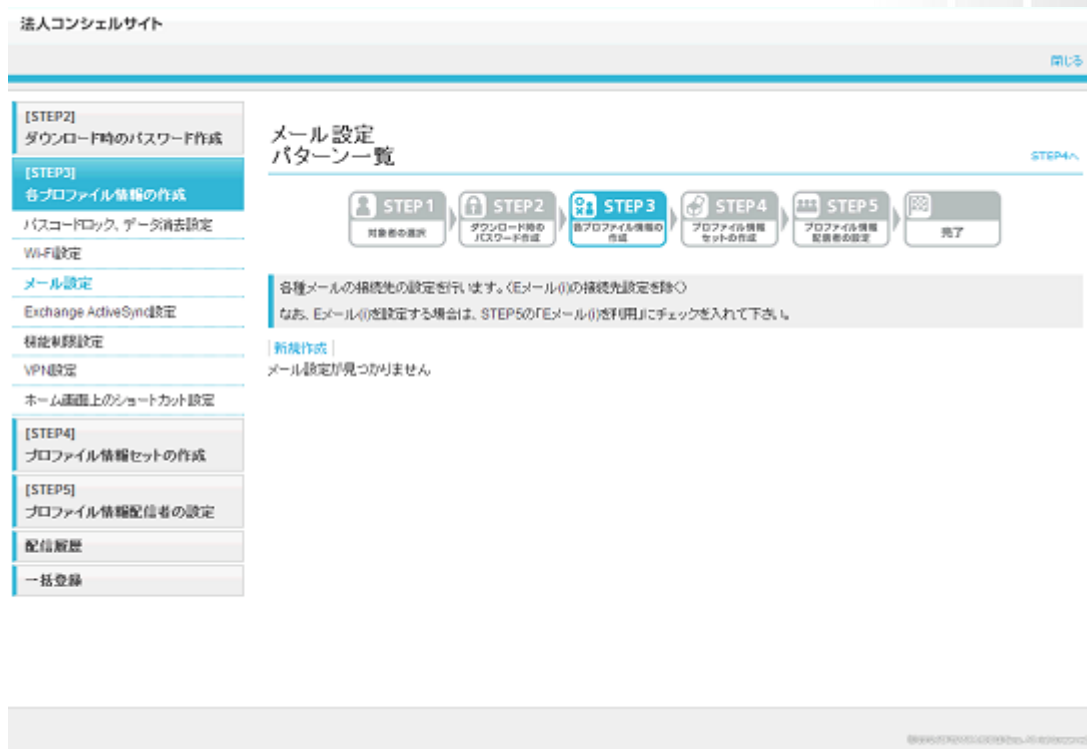 法人コンシェルサイト
閉じる
[STEP2]
ダウンロード時のパスワード作成
[STEP3]
各プロファイル情報の作成
パスコードロック、データ消去設定
Wi-Fi設定
メール設定
Exchange ActiveSync設定
機能制限設定
VPN設定
ホーム画面上のショートカット設定
[STEP4]
プロファイル情報セットの作成
[STEP5]
プロファイル情報配信者の設定
配信履歴
一括登録
メール設定
パターン一覧
STEP4へ
STEP1
対象者の選択
STEP2
ダウンロード時の
パスワード作成
STEP3
各プロファイル情報の
作成
STEP4
プロファイル情報
セットの作成
STEP5
プロファイル情報
配信者の設定
完了
各種メールの接続先の設定を行います。〈Eメール(i)の接続先設定を除く〉
なお、Eメール(i)を設定する場合は、STEP5の「Eメール(i)を利用」にチェックを入れて下さい。
新規作成
メール設定が見つかりません